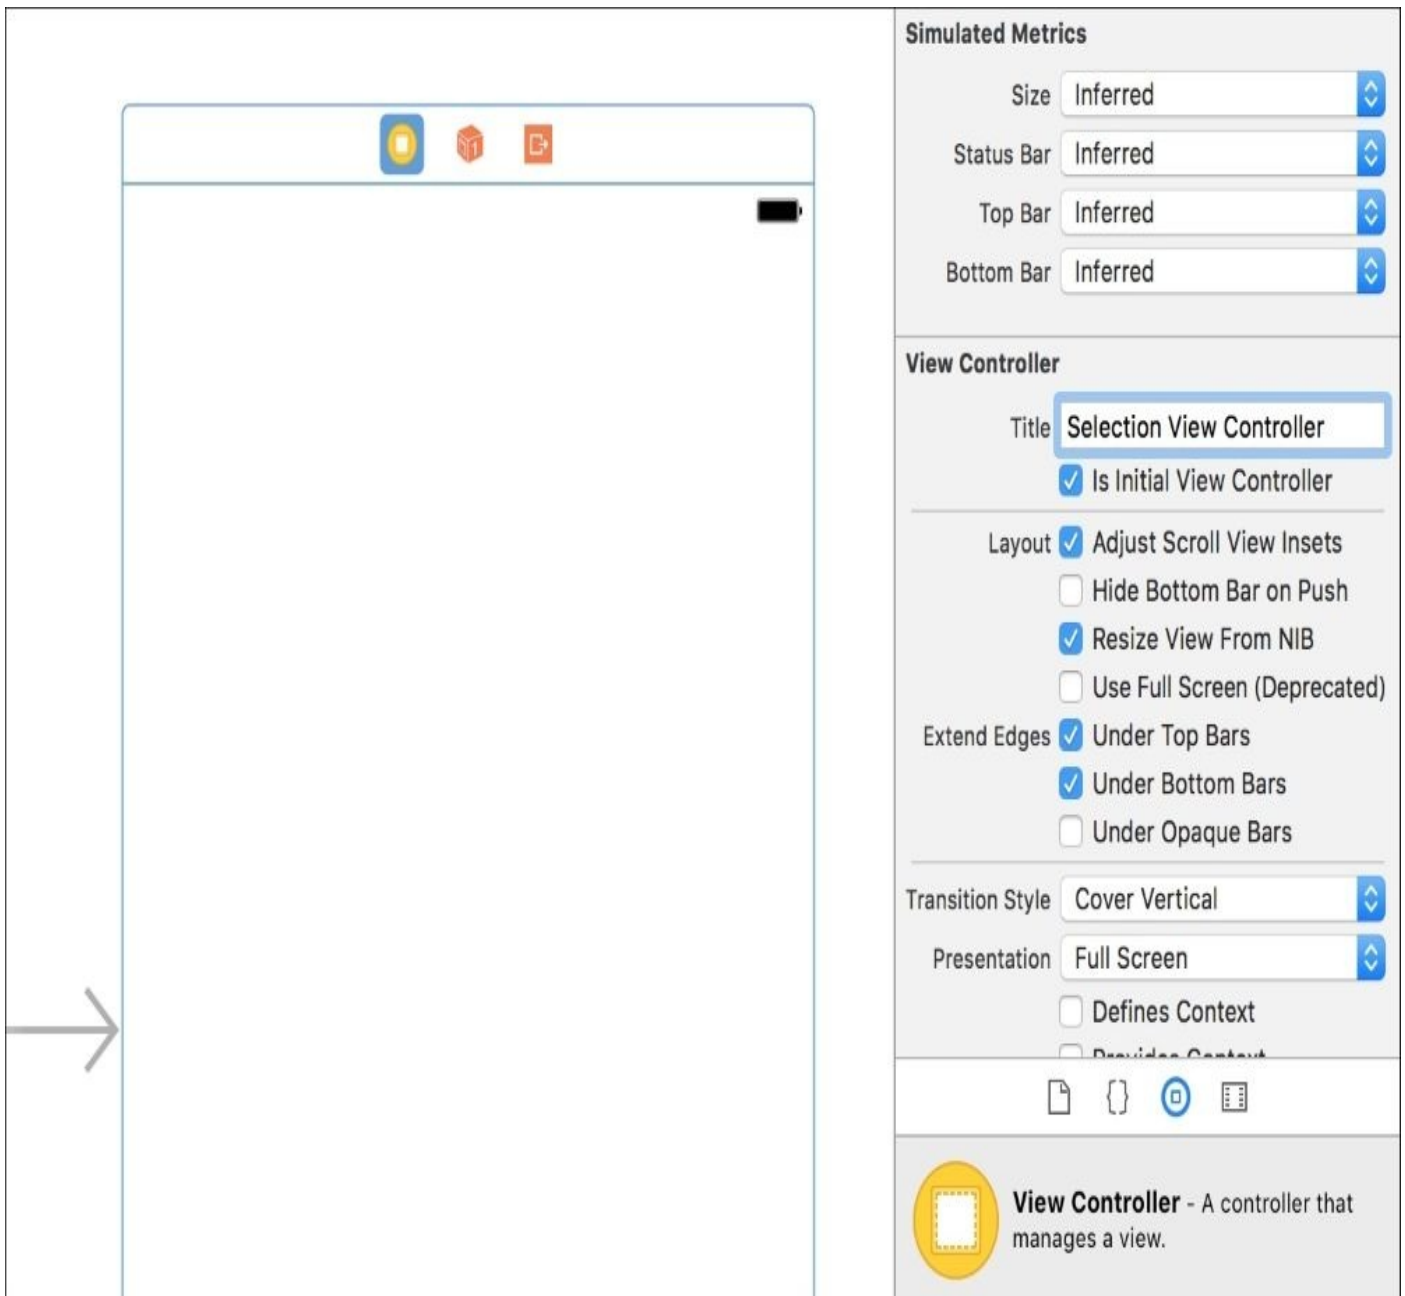 Simulated Metrics
Size Inferred
Status Bar Inferred
Top Bar Inferred
Bottom Bar Inferred
View Controller
Title Selection View Controller
Is Initial View Controller
Layout Adjust Scroll View Insets
Hide Bottom Bar on Push
Resize View From NIB
Use Full Screen (Deprecated)
Extend Edges Under Top Bars
Under Bottom Bars
Under Opaque Bars
Transition Style Cover Vertical
Presentation Full Screen
Defines Context
Provides Context
{}
View Controller - A controller that
manages a view.